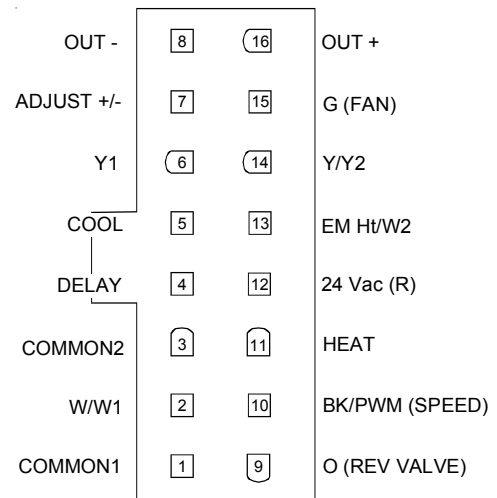 OUT - 8 16 OUT +
ADJUST +/- 7 15 G (FAN)
Y1 6 14 Y/Y2
COOL 5 13 EM Ht/W2
DELAY 4 12 24 Vac (R)
COMMON2 3 11 HEAT
W/W1 2 10 BK/PWM (SPEED)
COMMON1 1 9 O (REV VALVE)